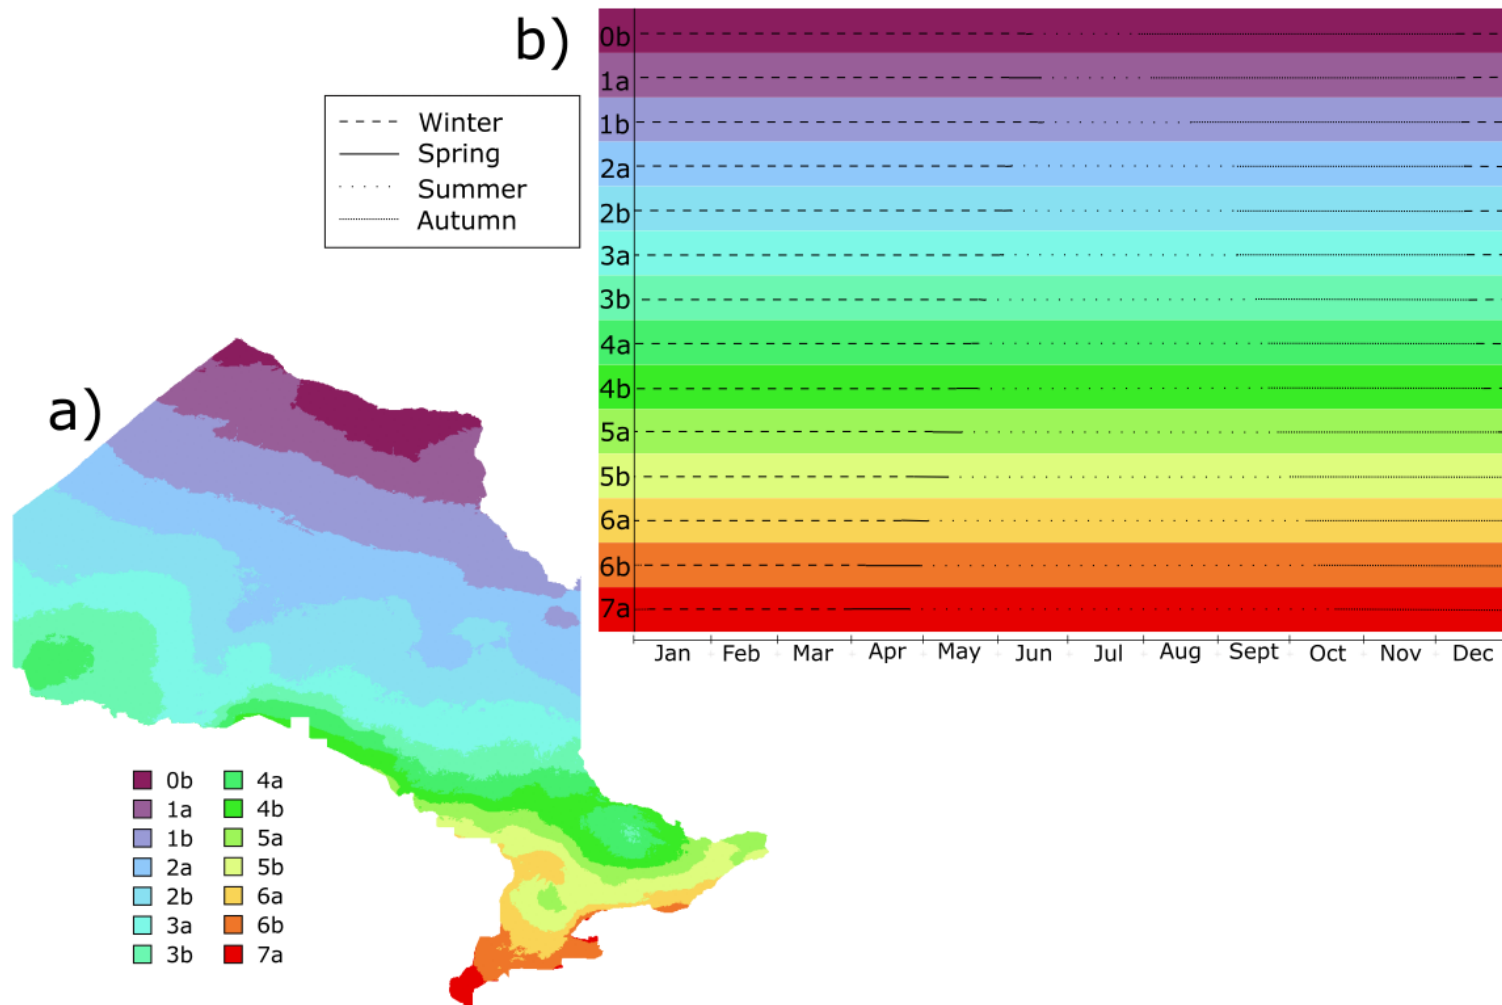 b)
Winter
Spring
Summer
Autumn
0b
1a
1b
2a
2b
3a
3b
4a
4b
5a
5b
6a
6b
7a
Jan Feb Mar Apr May Jun Jul Aug Sept Oct Nov Dec
a)
0b 4a
1a 4b
1b 5a
2a 5b
2b 6a
3a 6b
3b 7a